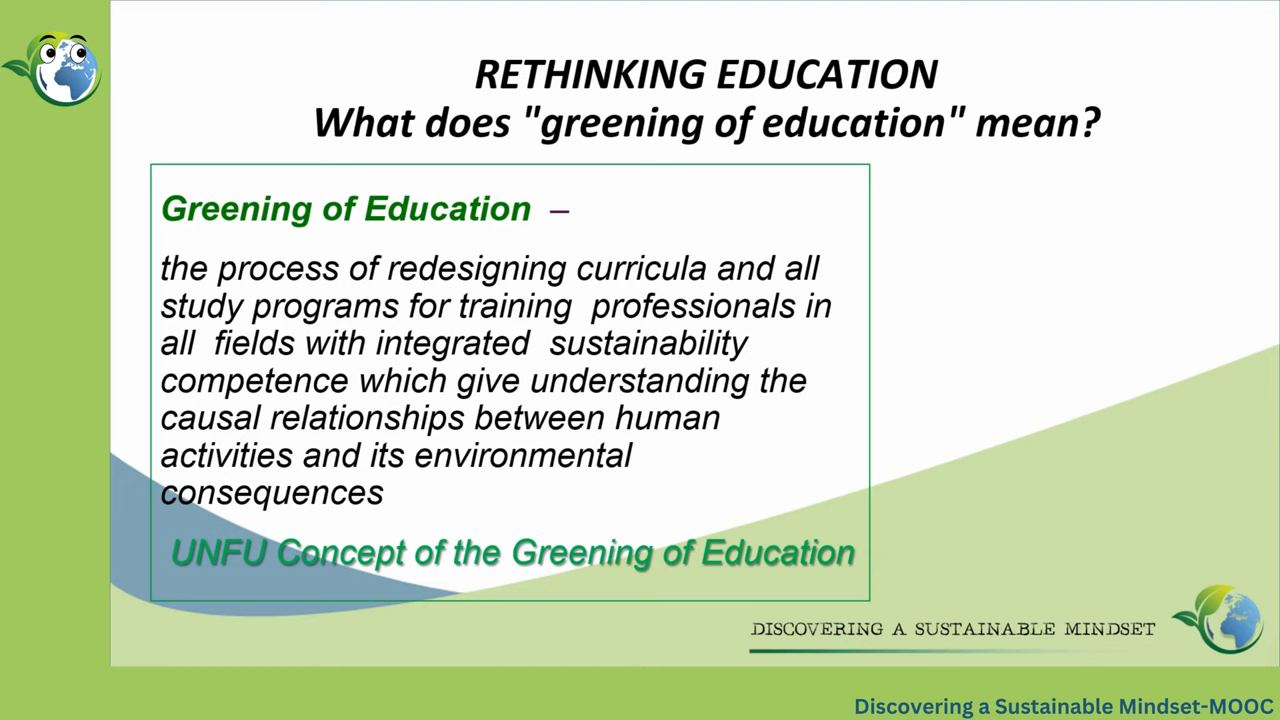 RETHINKING EDUCATION
What does "greening of education" mean?
Greening of Education –
the process of redesigning curricula and all
study programs for training professionals in
all fields with integrated sustainability
competence which give understanding the
causal relationships between human
activities and its environmental
consequences
UNFU Concept of the Greening of Education
DISCOVERING A SUSTAINABLE MINDSET
Discovering a Sustainable Mindset-MOOC